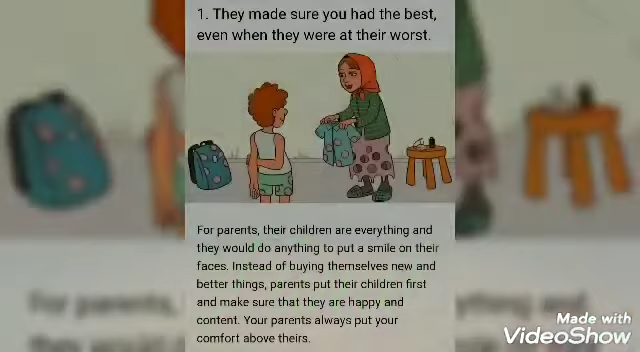 1. They made sure you had the best,
even when they were at their worst.
For parents, their children are everything and
they would do anything to put a smile on their
faces. Instead of buying themselves new and
better things, parents put their children first
and make sure that they are happy and
content. Your parents always put your
comfort above theirs.
Made with
VideoShow